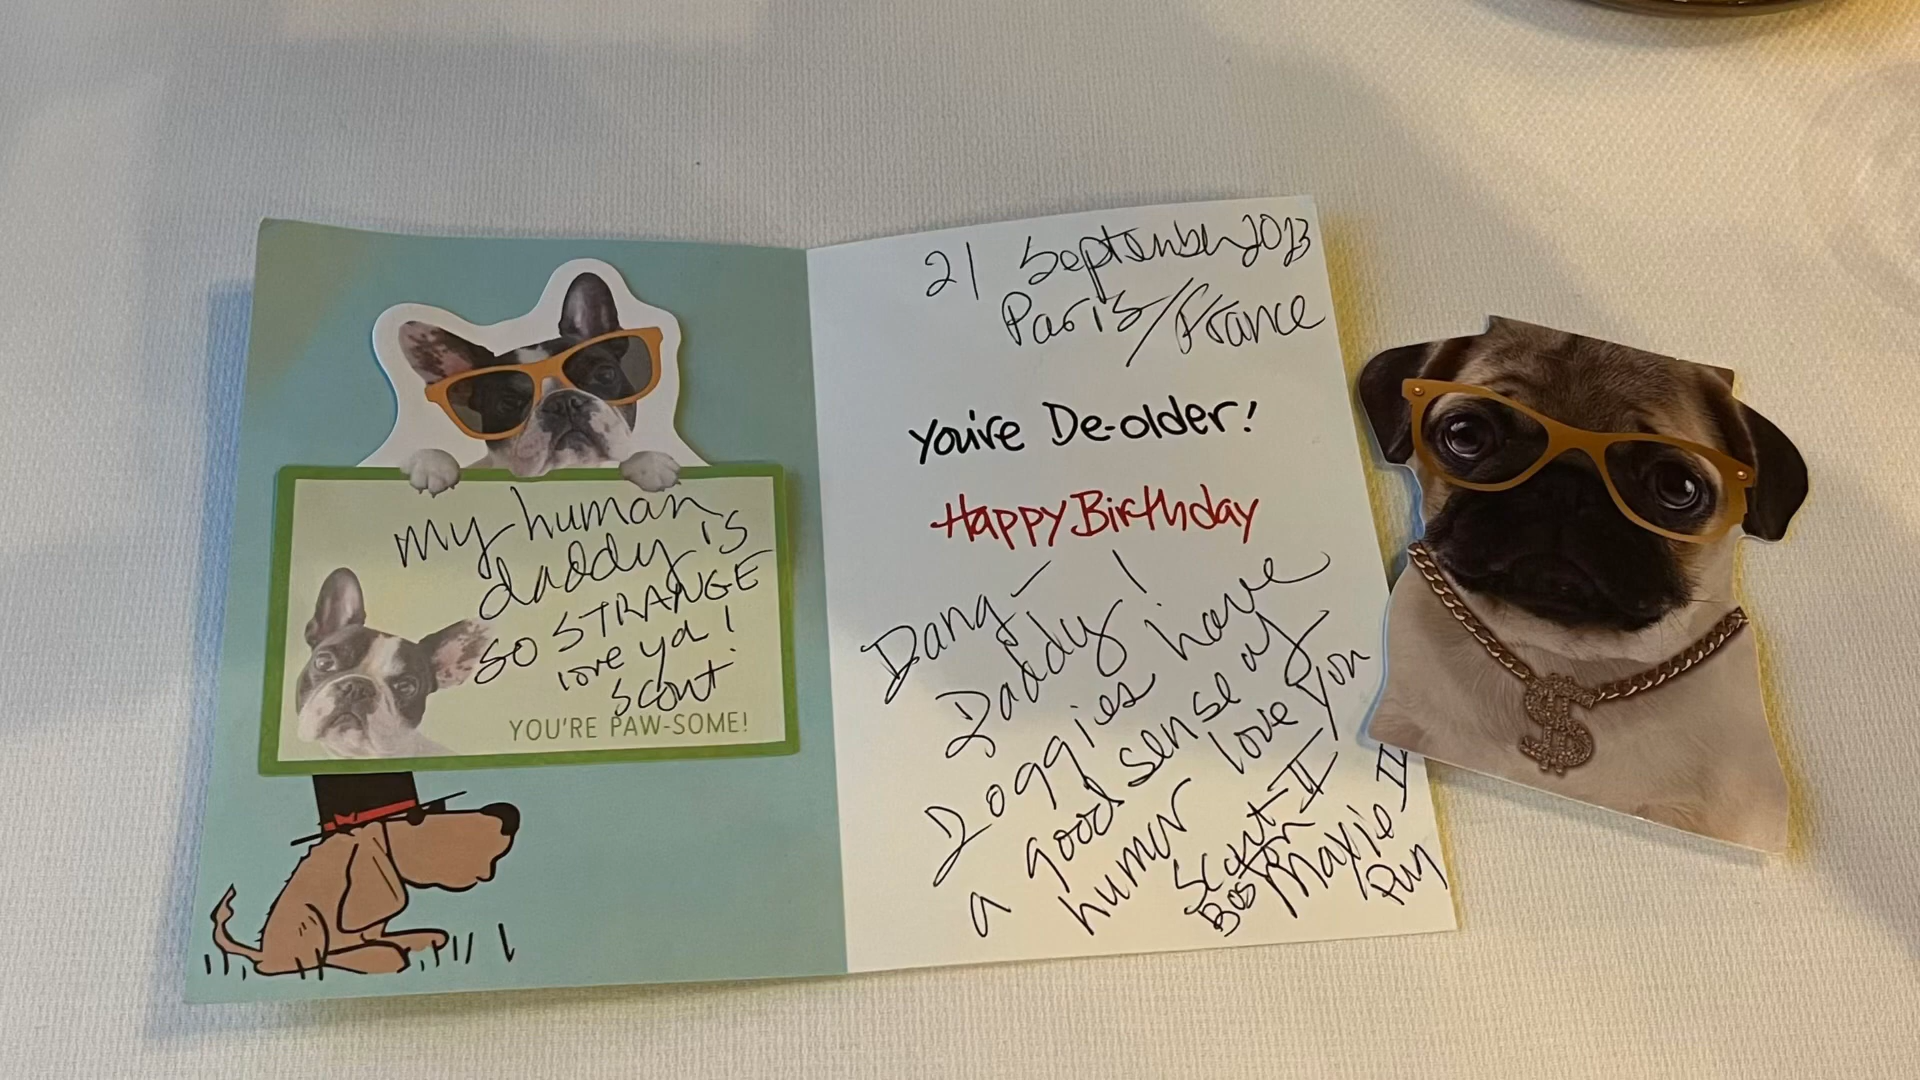 My human
daddy is
SO STRANGE
love ya!
Scout
YOU'RE PAW-SOME!
21 September 2023
Paris/France
You're De-older!
Happy Birthday
Dang-
Daddy!
Doggies have
a good sense of
humor love you
Scout II
Boston
Maxie II
Pug